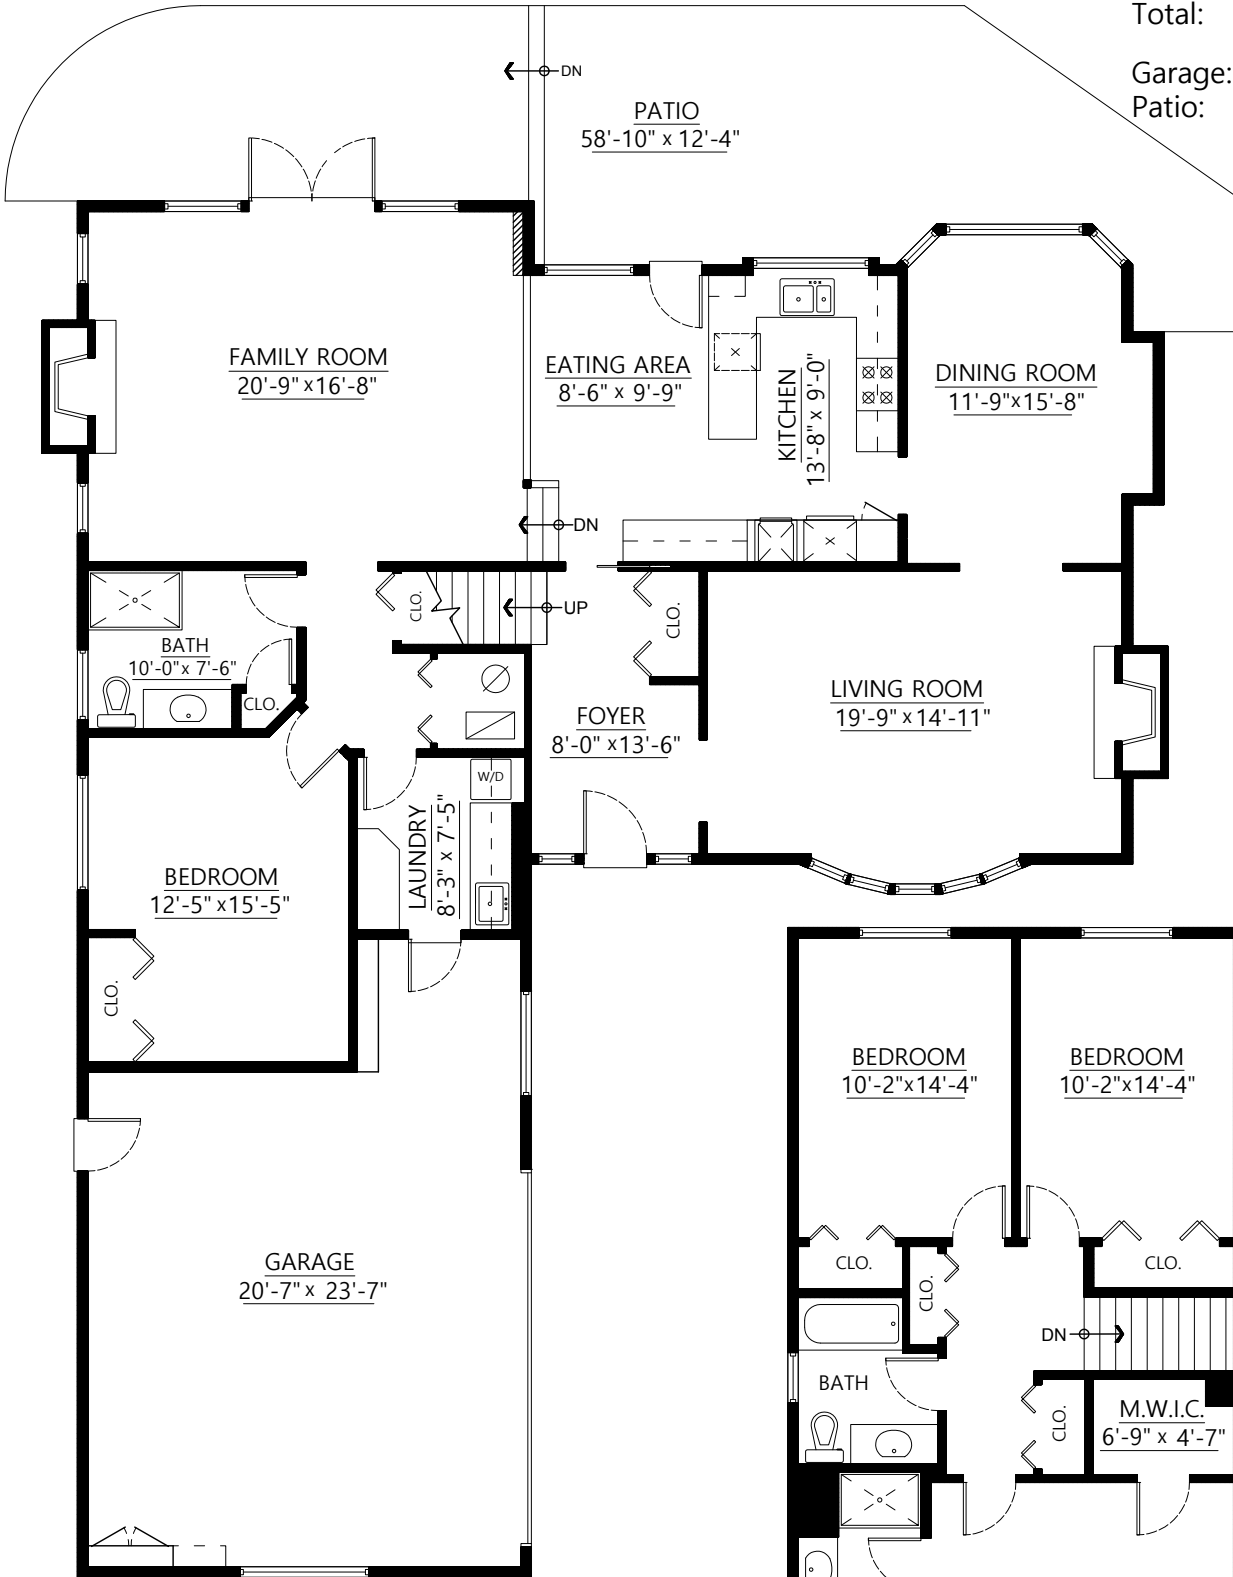 Total:
Garage:
Patio:
DN
PATIO
58'-10" x 12'-4"
FAMILY ROOM
20'-9" x 16'-8"
EATING AREA
8'-6" x 9'-9"
KITCHEN
13'-8" x 9'-0"
DINING ROOM
11'-9" x 15'-8"
DN
UP
CLO.
CLO.
BATH
10'-0" x 7'-6"
CLO.
FOYER
8'-0" x 13'-6"
LIVING ROOM
19'-9" x 14'-11"
W/D
LAUNDRY
8'-3" x 7'-5"
BEDROOM
12'-5" x 15'-5"
CLO.
GARAGE
20'-7" x 23'-7"
BEDROOM
10'-2" x 14'-4"
BEDROOM
10'-2" x 14'-4"
CLO.
CLO.
CLO.
DN
BATH
CLO.
M.W.I.C.
6'-9" x 4'-7"